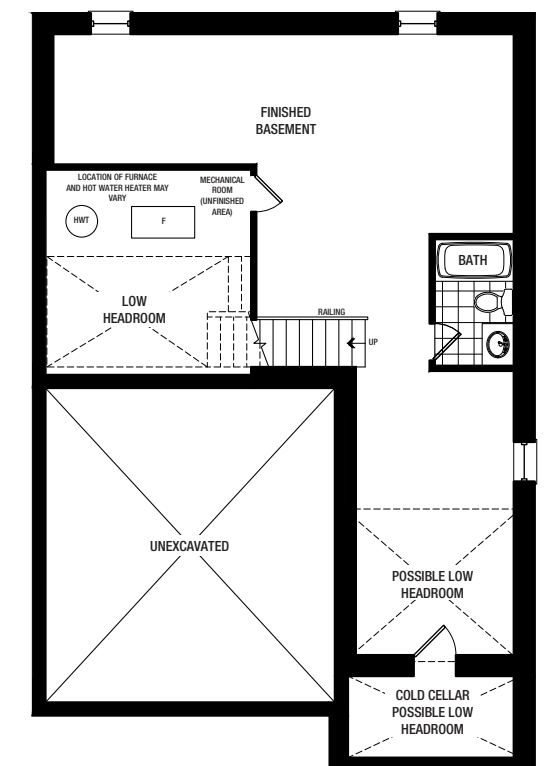 FINISHED
BASEMENT
LOCATION OF FURNACE
AND HOT WATER HEATER MAY
VARY
MECHANICAL
ROOM
(UNFINISHED
AREA)
HWT
F
BATH
LOW
HEADROOM
RAILING
UP
UNEXCAVATED
POSSIBLE LOW
HEADROOM
COLD CELLAR
POSSIBLE LOW
HEADROOM